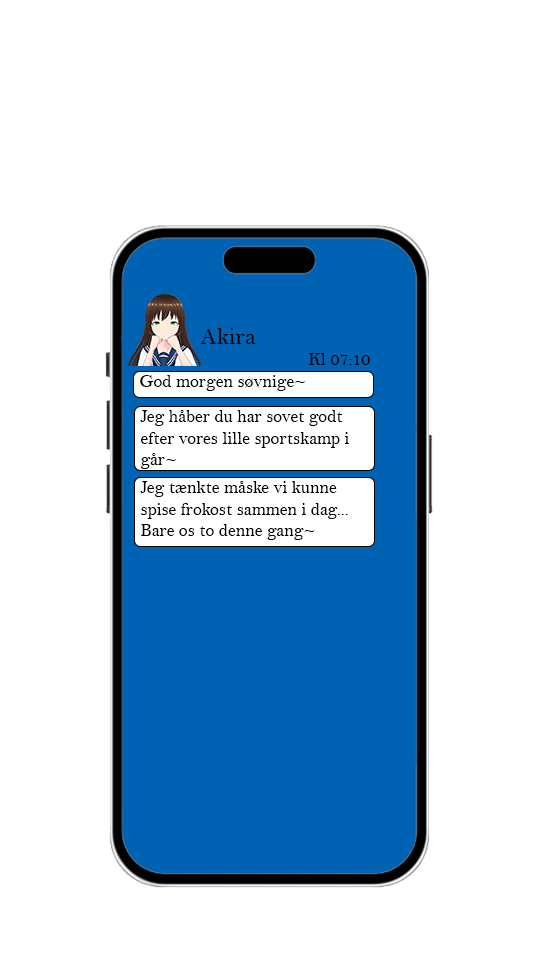 Akira
Kl 07:10
God morgen søvnige~
Jeg håber du har sovet godt
efter vores lille sportskamp i
går~
Jeg tænkte måske vi kunne
spise frokost sammen i dag...
Bare os to denne gang~